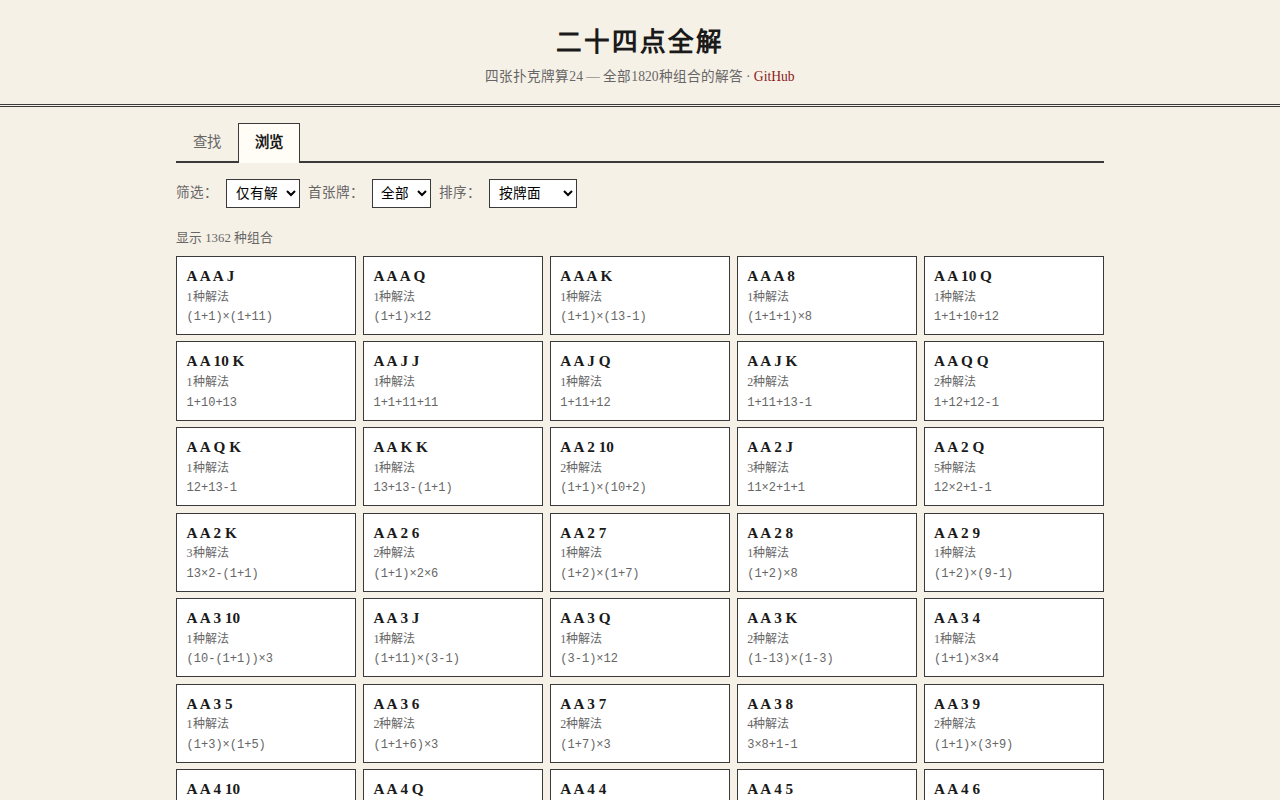 二十四点全解
四张扑克牌算24 — 全部1820种组合的解答 · GitHub
查找 浏览
筛选： 仅有解 首张牌： 全部 排序： 按牌面
显示 1362 种组合
A A A J A A A Q A A A K A A A 8 A A 10 Q
1种解法 1种解法 1种解法 1种解法 1种解法
(1+1)×(1+11) (1+1)×12 (1+1)×(13-1) (1+1+1)×8 1+1+10+12
A A 10 K A A J J A A J Q A A J K A A Q Q
1种解法 1种解法 1种解法 2种解法 2种解法
1+10+13 1+1+11+11 1+11+12 1+11+13-1 1+12+12-1
A A Q K A A K K A A 2 10 A A 2 J A A 2 Q
1种解法 1种解法 2种解法 3种解法 5种解法
12+13-1 13+13-(1+1) (1+1)×(10+2) 11×2+1+1 12×2+1-1
A A 2 K A A 2 6 A A 2 7 A A 2 8 A A 2 9
3种解法 2种解法 1种解法 1种解法 1种解法
13×2-(1+1) (1+1)×2×6 (1+2)×(1+7) (1+2)×8 (1+2)×(9-1)
A A 3 10 A A 3 J A A 3 Q A A 3 K A A 3 4
1种解法 1种解法 1种解法 2种解法 1种解法
(10-(1+1))×3 (1+11)×(3-1) (3-1)×12 (1-13)×(1-3) (1+1)×3×4
A A 3 5 A A 3 6 A A 3 7 A A 3 8 A A 3 9
1种解法 2种解法 2种解法 4种解法 2种解法
(1+3)×(1+5) (1+1+6)×3 (1+7)×3 3×8+1-1 (1+1)×(3+9)
A A 4 10 A A 4 Q A A 4 4 A A 4 5 A A 4 6